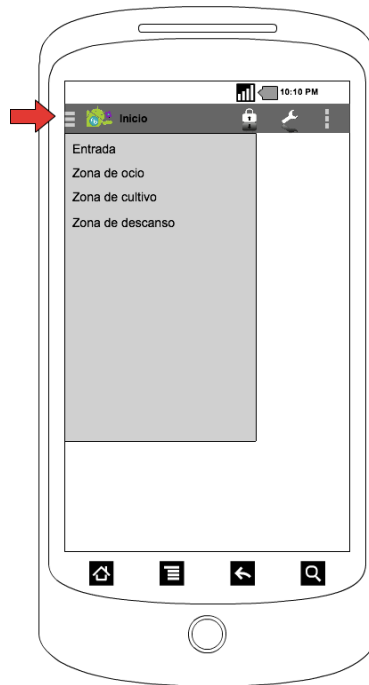 10:10 PM
Inicio
Entrada
Zona de ocio
Zona de cultivo
Zona de descanso